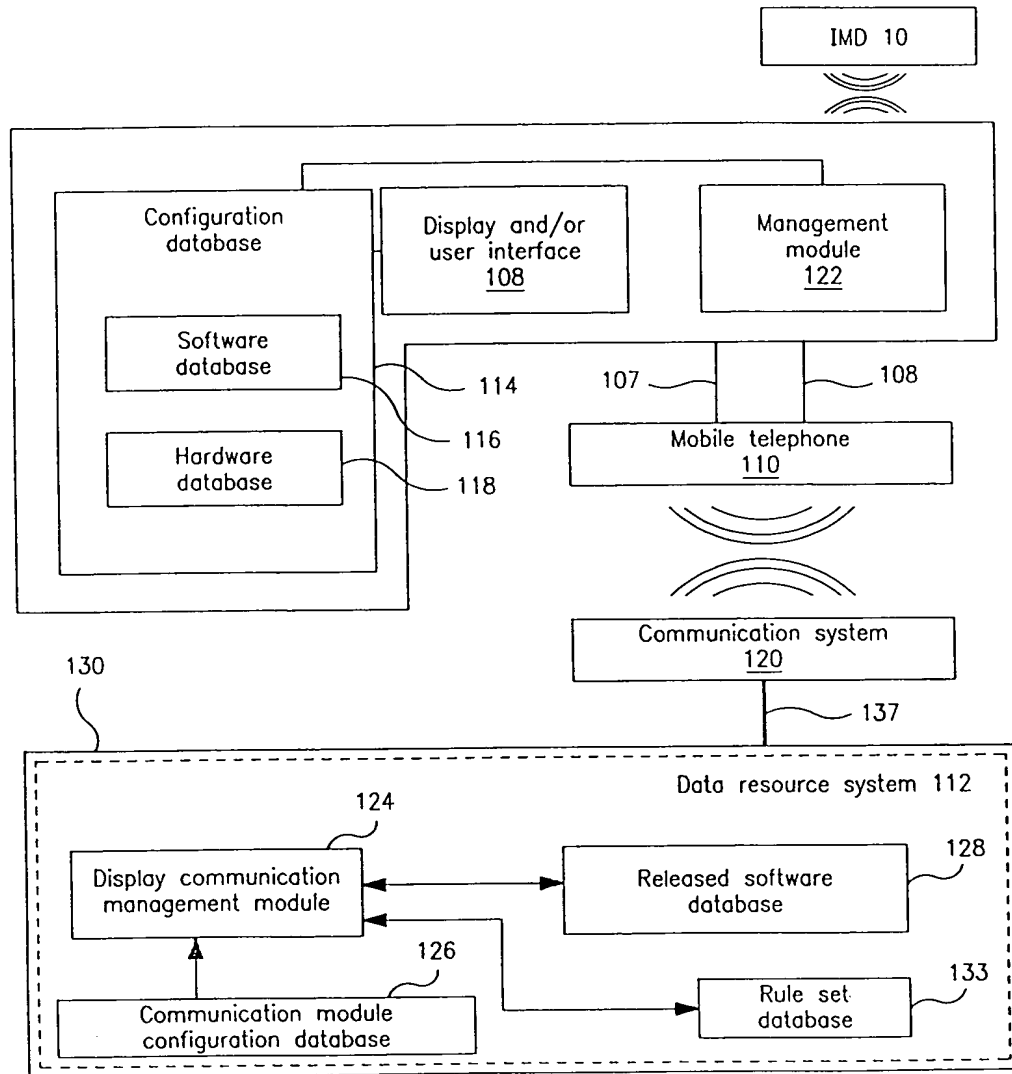 IMD 10
Configuration
database
Display and/or
user interface
108
Management
module
122
Software
database
114
107
108
116
Hardware
database
118
Mobile telephone
110
Communication system
120
130
137
Data resource system 112
124
128
Display communication
management module
Released software
database
126
133
Communication module
configuration database
Rule set
database